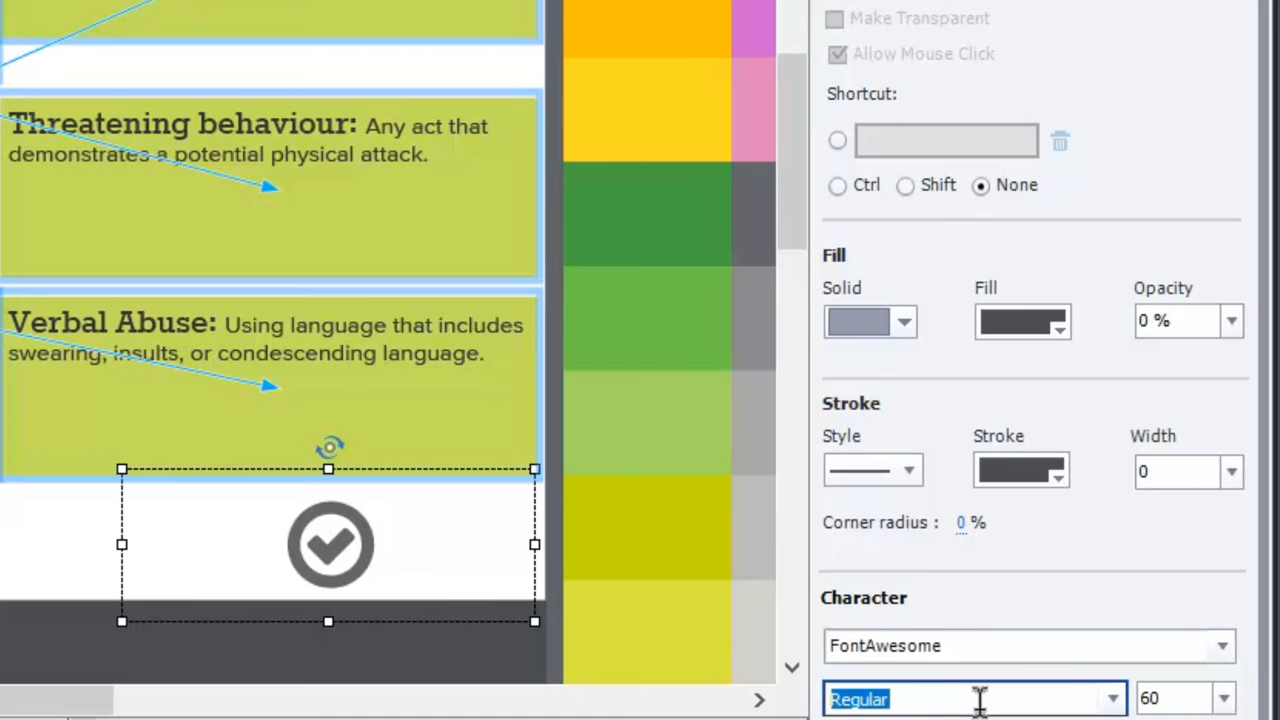 Make Transparent
Allow Mouse Click
Shortcut:
Ctrl Shift None
Fill
Solid Fill Opacity
0 %
Stroke
Style Stroke Width
0
Corner radius : 0 %
Character
FontAwesome
Regular 60
Threatening behaviour: Any act that
demonstrates a potential physical attack.
Verbal Abuse: Using language that includes
swearing, insults, or condescending language.